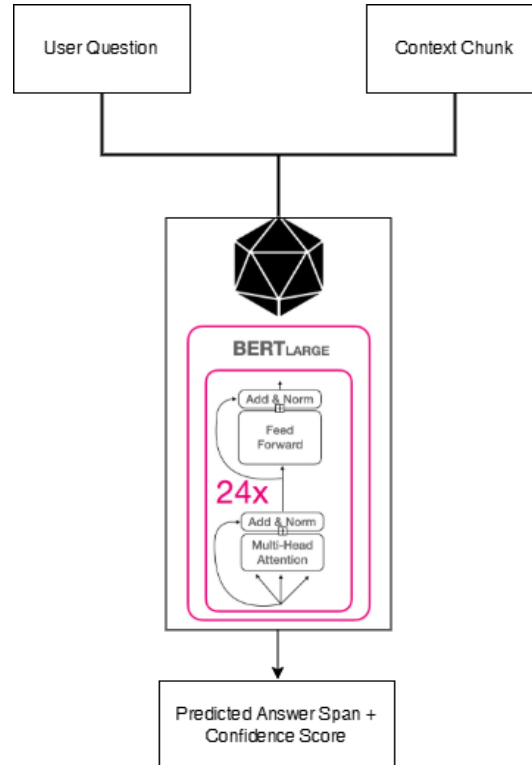 User Question
Context Chunk
BERTLARGE
Add & Norm
Feed
Forward
24x
Add & Norm
Multi-Head
Attention
Predicted Answer Span +
Confidence Score